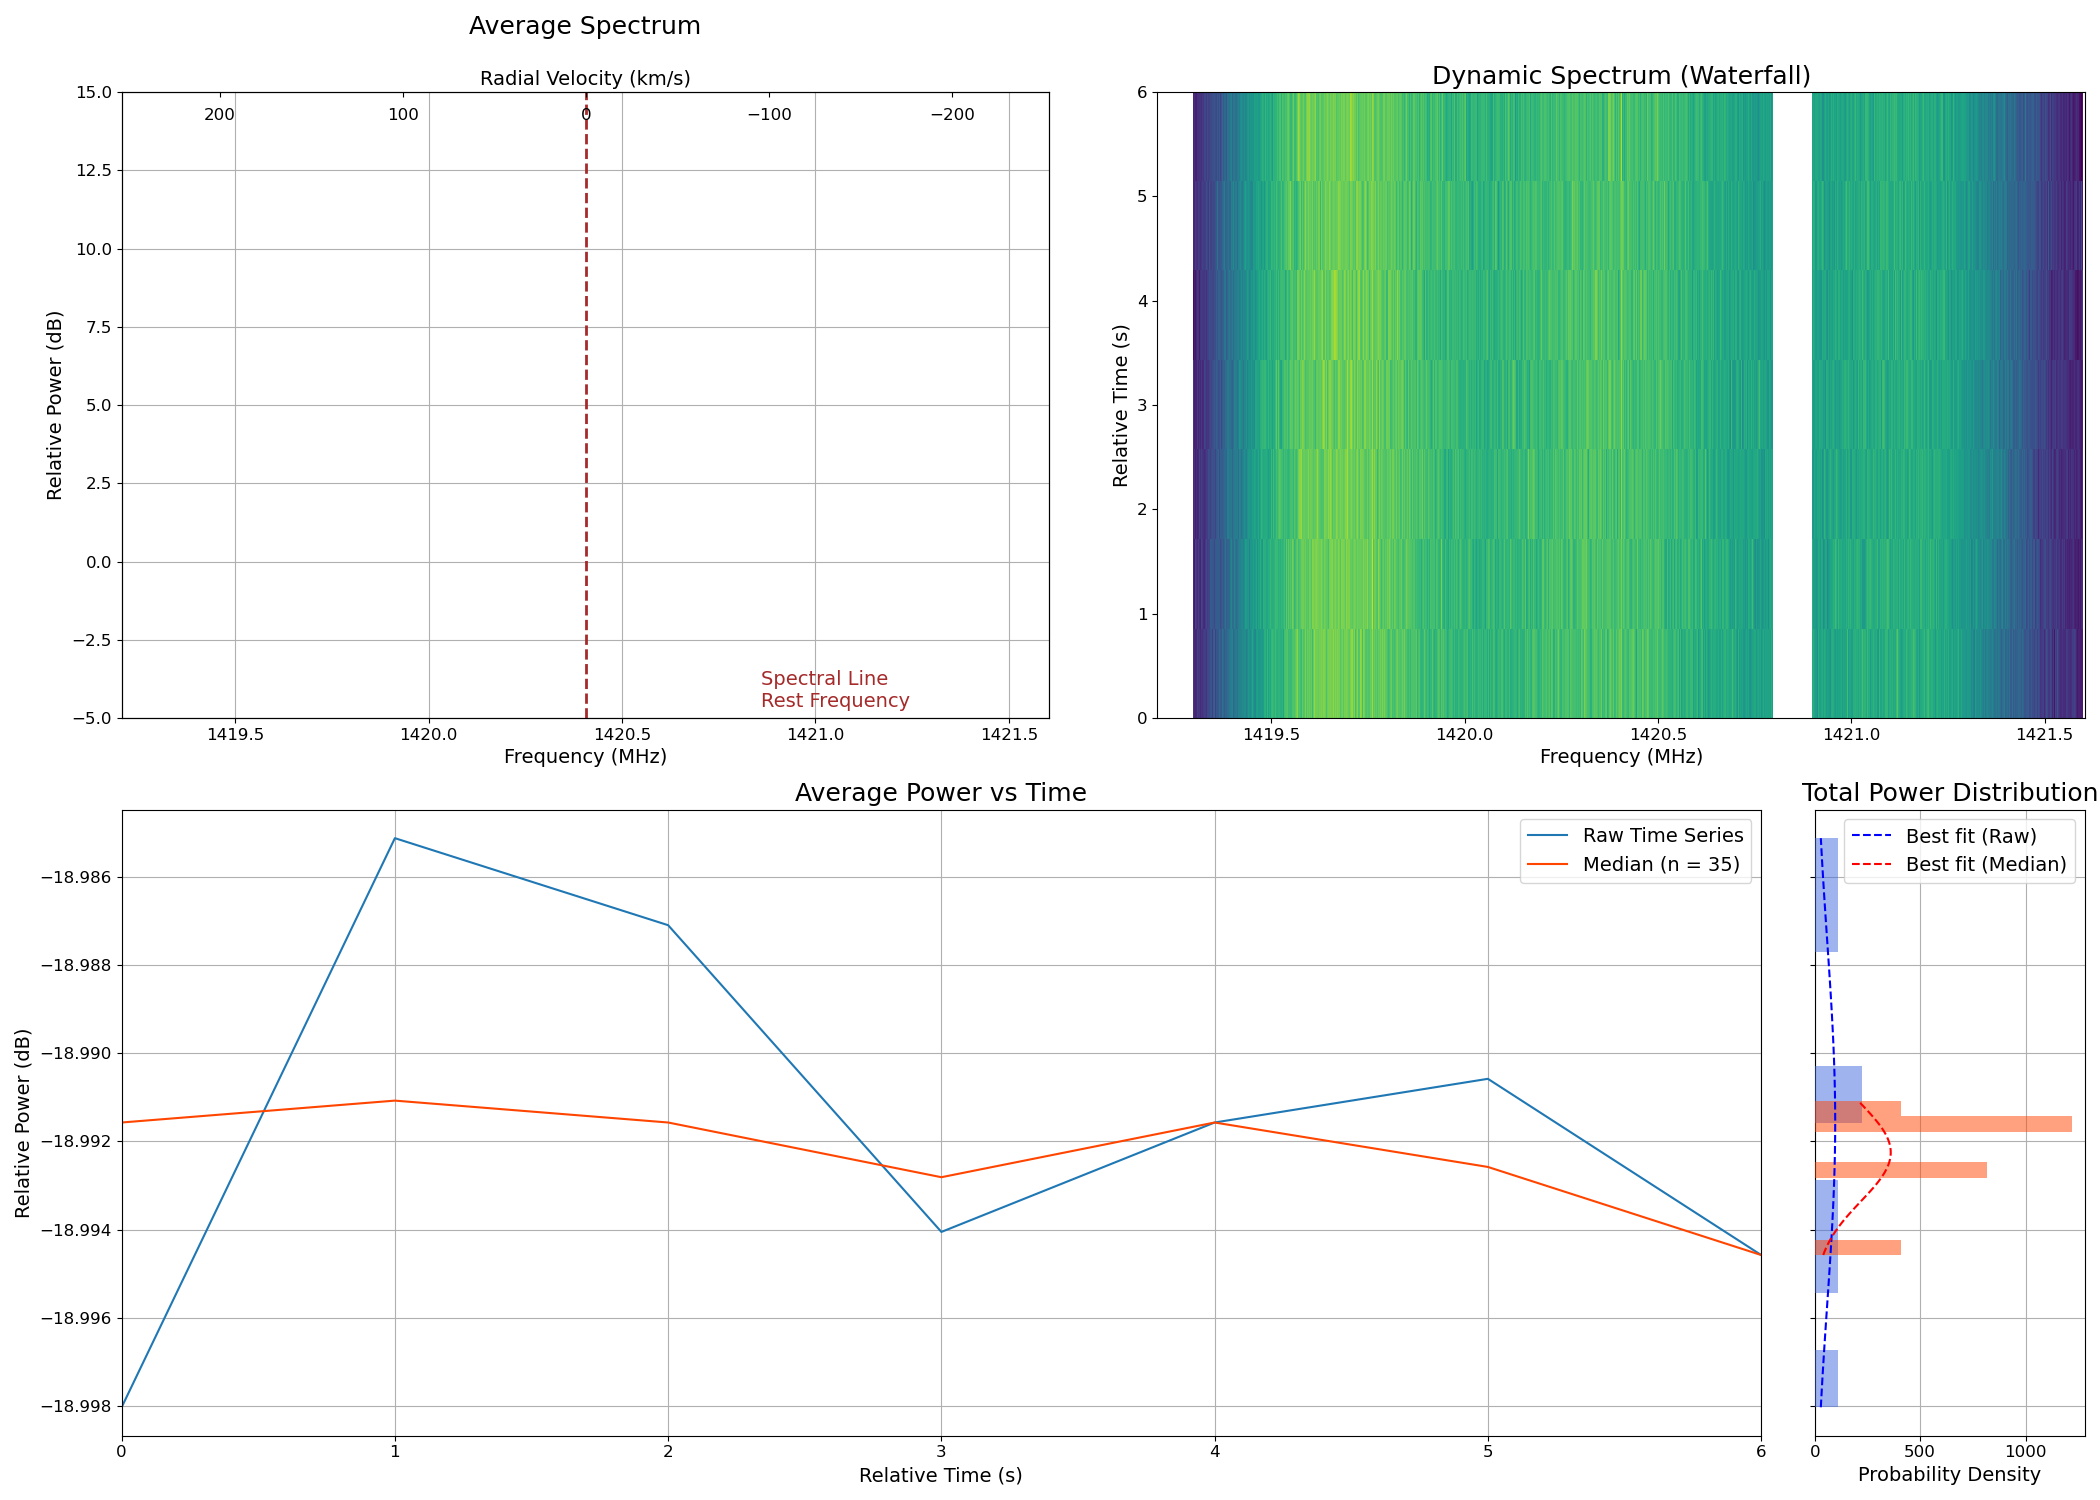 Average Spectrum
Radial Velocity (km/s)
200 100 0 −100 −200
15.0
12.5
10.0
7.5
5.0
2.5
0.0
−2.5
−5.0
Relative Power (dB)
Spectral Line
Rest Frequency
1419.5 1420.0 1420.5 1421.0 1421.5
Frequency (MHz)
Dynamic Spectrum (Waterfall)
6
5
4
3
2
1
0
Relative Time (s)
1419.5 1420.0 1420.5 1421.0 1421.5
Frequency (MHz)
Average Power vs Time
Raw Time Series
Median (n = 35)
−18.986
−18.988
−18.990
−18.992
−18.994
−18.996
−18.998
Relative Power (dB)
0 1 2 3 4 5 6
Relative Time (s)
Total Power Distribution
Best fit (Raw)
Best fit (Median)
0 500 1000
Probability Density